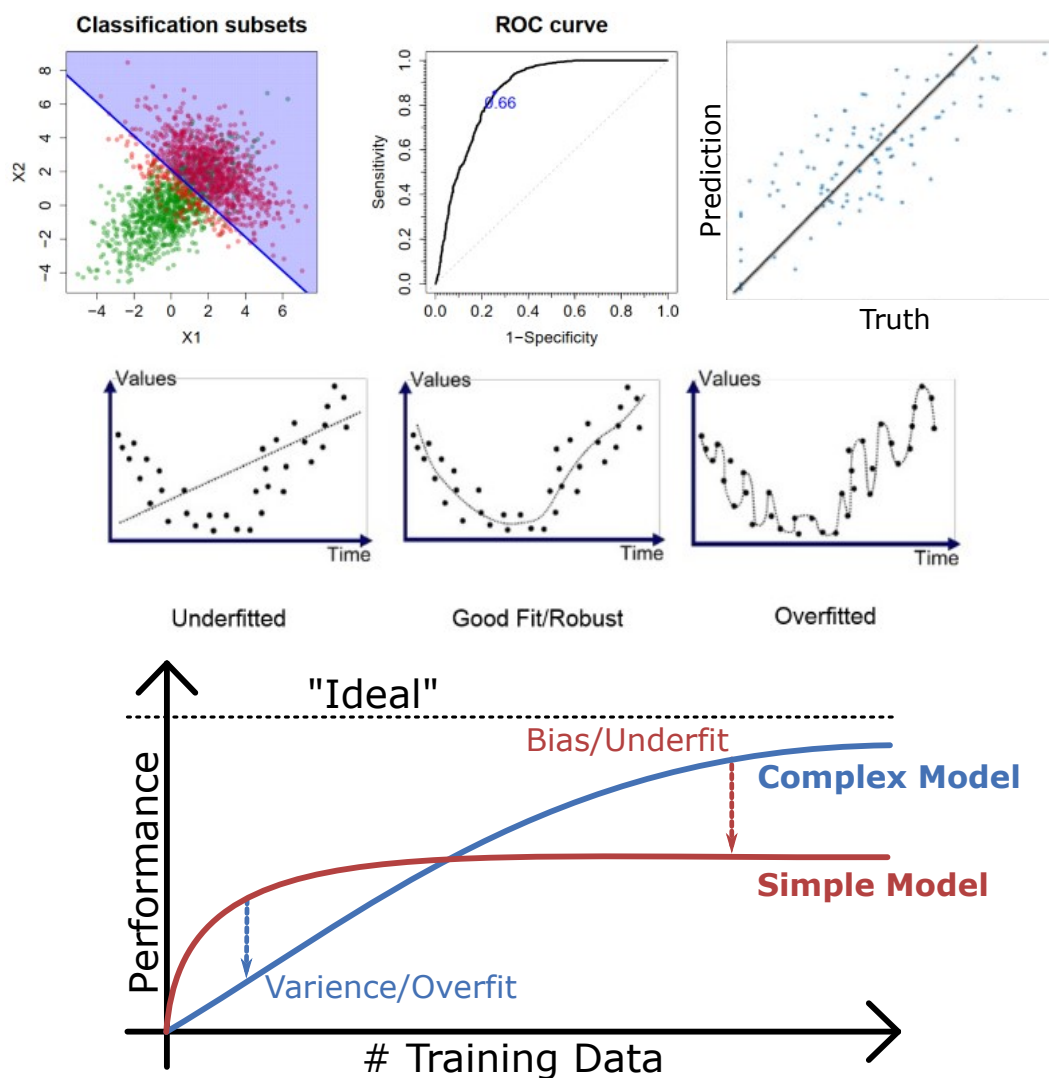 Classification subsets
ROC curve
8
6
4
2
0
−2
−4
X2
−4 −2 0 2 4 6
X1
1.0
0.8
0.6
0.4
0.2
0.0
Sensitivity
0.66
0.0 0.2 0.4 0.6 0.8 1.0
1−Specificity
Prediction
Truth
Values
Time
Values
Time
Values
Time
Underfitted
Good Fit/Robust
Overfitted
"Ideal"
Bias/Underfit
Complex Model
Simple Model
Varience/Overfit
Performance
# Training Data